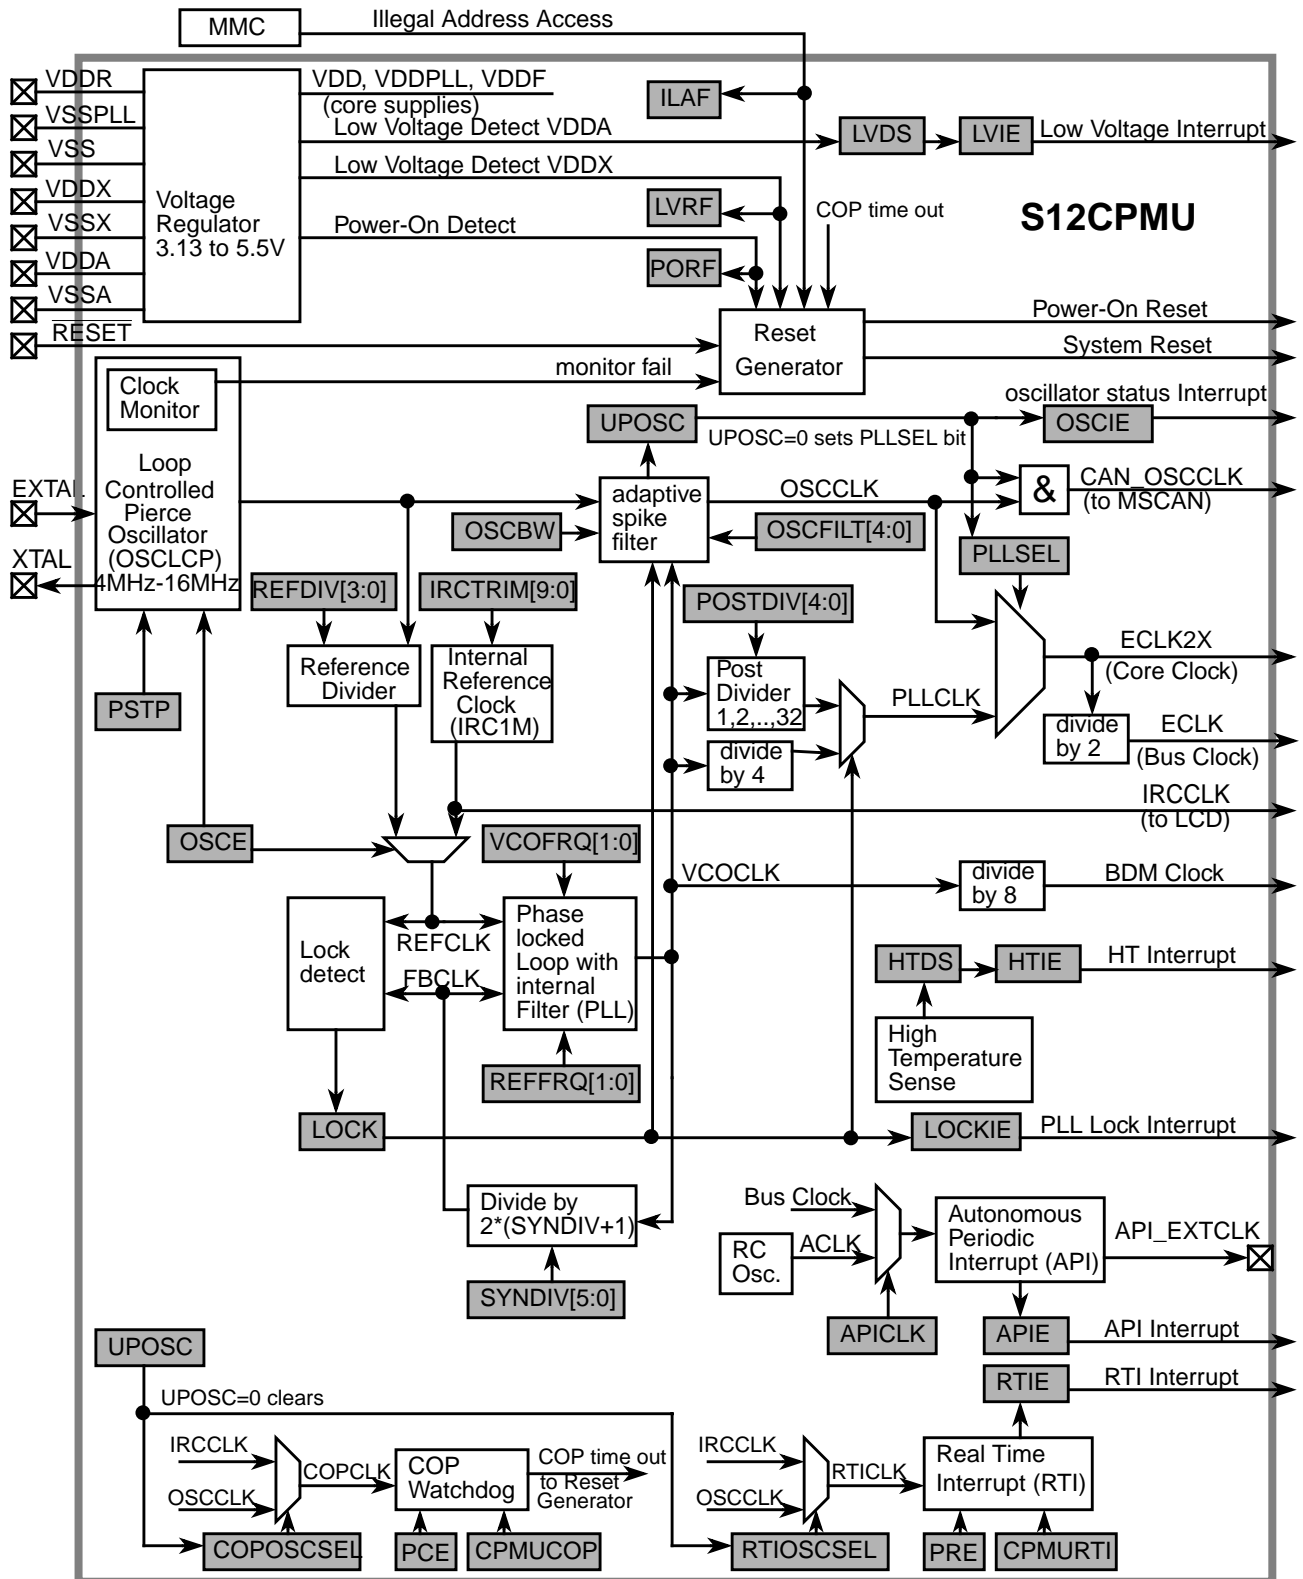 MMC
Illegal Address Access
VDDR
VSSPLL
VSS
VDDX
VSSX
VDDA
VSSA
RESET
Voltage
Regulator
3.13 to 5.5V
VDD, VDDPLL, VDDF
(core supplies)
Low Voltage Detect VDDA
Low Voltage Detect VDDX
Power-On Detect
ILAF
LVRF
PORF
COP time out
LVDS
LVIE
Low Voltage Interrupt
S12CPMU
Reset
Generator
Power-On Reset
System Reset
monitor fail
Clock
Monitor
Loop
Controlled
Pierce
Oscillator
(OSCLCP)
4MHz-16MHz
EXTAL
XTAL
UPOSC
UPOSC=0 sets PLLSEL bit
oscillator status Interrupt
OSCIE
adaptive
spike
filter
OSCCLK
OSCBW
OSCFILT[4:0]
&
CAN_OSCCLK
(to MSCAN)
PLLSEL
REFDIV[3:0]
IRCTRIM[9:0]
POSTDIV[4:0]
Reference
Divider
Internal
Reference
Clock
(IRC1M)
Post
Divider
1,2,..,32
divide
by 4
PLLCLK
ECLK2X
(Core Clock)
divide
by 2
ECLK
(Bus Clock)
IRCCLK
(to LCD)
PSTP
OSCE
VCOFRQ[1:0]
VCOCLK
divide
by 8
BDM Clock
Lock
detect
REFCLK
FBCLK
Phase
locked
Loop with
internal
Filter (PLL)
REFFRQ[1:0]
HTDS
HTIE
HT Interrupt
High
Temperature
Sense
LOCK
LOCKIE
PLL Lock Interrupt
Divide by
2*(SYNDIV+1)
SYNDIV[5:0]
Bus Clock
RC
Osc.
ACLK
APICLK
Autonomous
Periodic
Interrupt (API)
API_EXTCLK
APIE
API Interrupt
RTIE
RTI Interrupt
UPOSC
UPOSC=0 clears
IRCCLK
OSCCLK
COPCLK
COP
Watchdog
COP time out
to Reset
Generator
COPOSCSEL
PCE
CPMUCOP
IRCCLK
OSCCLK
RTICLK
Real Time
Interrupt (RTI)
RTIOSCSEL
PRE
CPMURTI